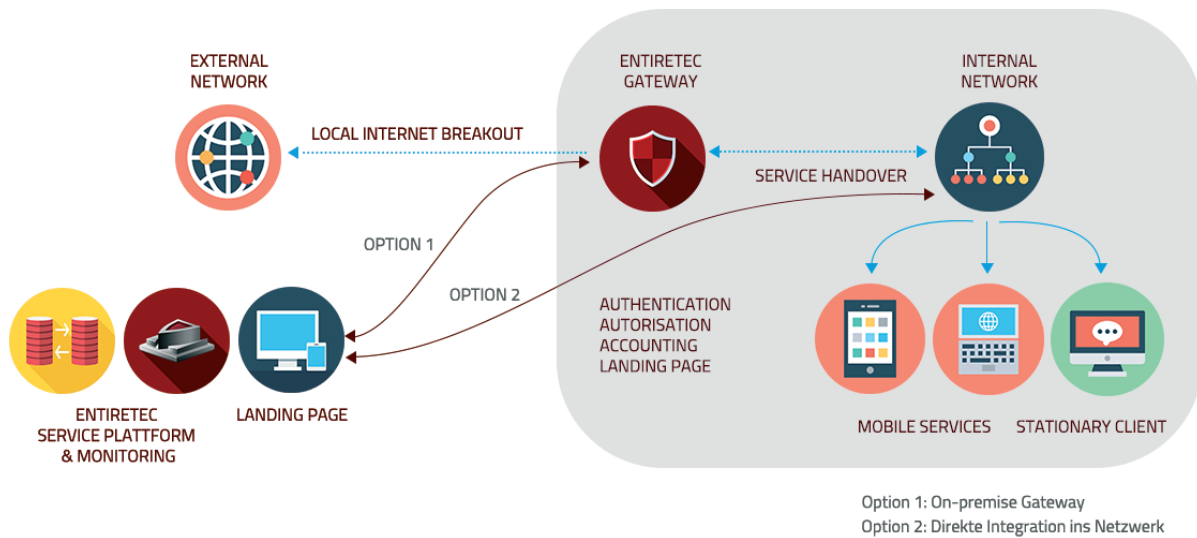 EXTERNAL
NETWORK
ENTIRETEC
GATEWAY
INTERNAL
NETWORK
LOCAL INTERNET BREAKOUT
SERVICE HANDOVER
OPTION 1
OPTION 2
AUTHENTICATION
AUTORISATION
ACCOUNTING
LANDING PAGE
ENTIRETEC
SERVICE PLATTFORM
& MONITORING
LANDING PAGE
MOBILE SERVICES
STATIONARY CLIENT
Option 1: On-premise Gateway
Option 2: Direkte Integration ins Netzwerk